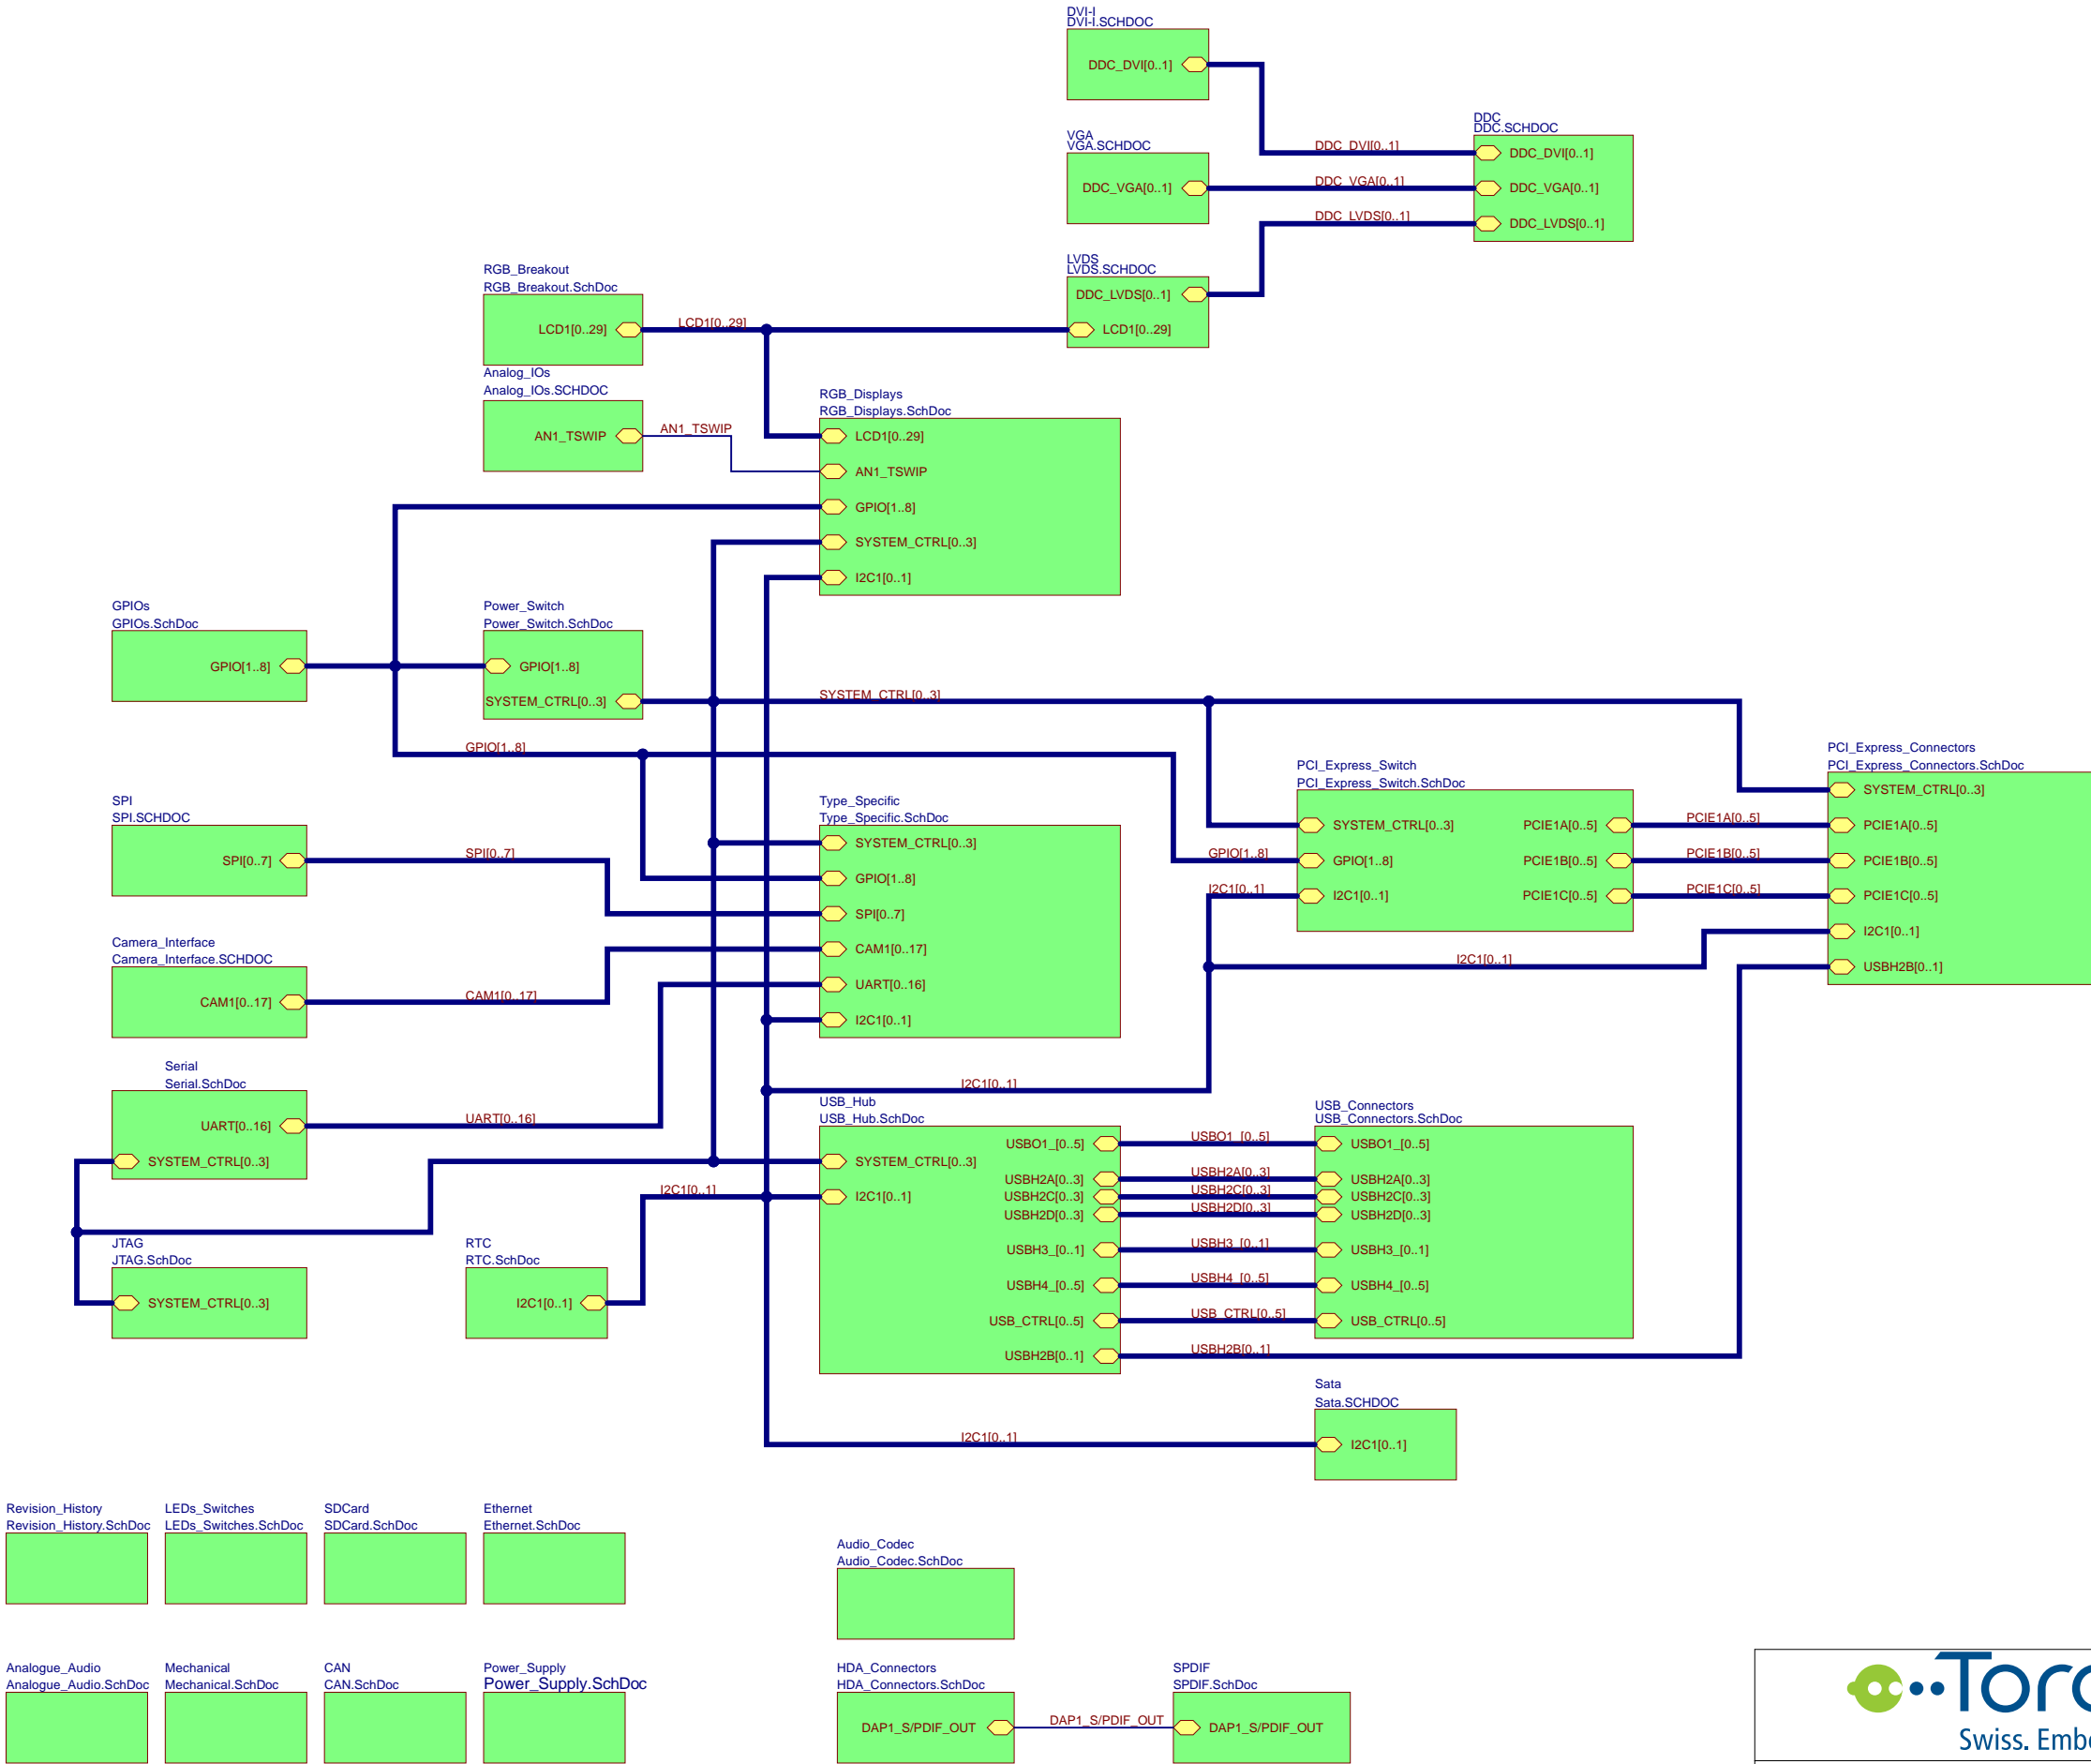 DVI-I
DVI-I.SCHDOC
DDC_DVI[0..1]
DDC
DDC.SCHDOC
DDC_DVI[0..1]
DDC_DVI[0..1]
VGA
VGA.SCHDOC
DDC_VGA[0..1]
DDC_VGA[0..1]
DDC_VGA[0..1]
DDC_LVDS[0..1]
DDC_LVDS[0..1]
LVDS
LVDS.SCHDOC
DDC_LVDS[0..1]
LCD1[0..29]
RGB_Breakout
RGB_Breakout.SchDoc
LCD1[0..29]
LCD1[0..29]
Analog_IOs
Analog_IOs.SCHDOC
AN1_TSWIP
AN1_TSWIP
RGB_Displays
RGB_Displays.SchDoc
LCD1[0..29]
AN1_TSWIP
GPIO[1..8]
SYSTEM_CTRL[0..3]
I2C1[0..1]
GPIOs
GPIOs.SchDoc
GPIO[1..8]
Power_Switch
Power_Switch.SchDoc
GPIO[1..8]
SYSTEM_CTRL[0..3]
SYSTEM_CTRL[0..3]
GPIO[1..8]
PCI_Express_Switch
PCI_Express_Switch.SchDoc
SYSTEM_CTRL[0..3]
GPIO[1..8]
GPIO[1..8]
I2C1[0..1]
I2C1[0..1]
PCIE1A[0..5]
PCIE1B[0..5]
PCIE1C[0..5]
PCIE1A[0..5]
PCIE1B[0..5]
PCIE1C[0..5]
PCI_Express_Connectors
PCI_Express_Connectors.SchDoc
SYSTEM_CTRL[0..3]
PCIE1A[0..5]
PCIE1B[0..5]
PCIE1C[0..5]
I2C1[0..1]
USBH2B[0..1]
I2C1[0..1]
SPI
SPI.SCHDOC
SPI[0..7]
SPI[0..7]
Type_Specific
Type_Specific.SchDoc
SYSTEM_CTRL[0..3]
GPIO[1..8]
SPI[0..7]
CAM1[0..17]
UART[0..16]
I2C1[0..1]
Camera_Interface
Camera_Interface.SCHDOC
CAM1[0..17]
CAM1[0..17]
Serial
Serial.SchDoc
UART[0..16]
SYSTEM_CTRL[0..3]
UART[0..16]
I2C1[0..1]
USB_Hub
USB_Hub.SchDoc
SYSTEM_CTRL[0..3]
I2C1[0..1]
I2C1[0..1]
USBO1_[0..5]
USBH2A[0..3]
USBH2C[0..3]
USBH2D[0..3]
USBH3_[0..1]
USBH4_[0..5]
USB_CTRL[0..5]
USBH2B[0..1]
USBO1_[0..5]
USBH2A[0..3]
USBH2C[0..3]
USBH2D[0..3]
USBH3_[0..1]
USBH4_[0..5]
USB_CTRL[0..5]
USBH2B[0..1]
USB_Connectors
USB_Connectors.SchDoc
USBO1_[0..5]
USBH2A[0..3]
USBH2C[0..3]
USBH2D[0..3]
USBH3_[0..1]
USBH4_[0..5]
USB_CTRL[0..5]
JTAG
JTAG.SchDoc
SYSTEM_CTRL[0..3]
RTC
RTC.SchDoc
I2C1[0..1]
Sata
Sata.SCHDOC
I2C1[0..1]
I2C1[0..1]
Revision_History
Revision_History.SchDoc
LEDs_Switches
LEDs_Switches.SchDoc
SDCard
SDCard.SchDoc
Ethernet
Ethernet.SchDoc
Audio_Codec
Audio_Codec.SchDoc
Analogue_Audio
Analogue_Audio.SchDoc
Mechanical
Mechanical.SchDoc
CAN
CAN.SchDoc
Power_Supply
Power_Supply.SchDoc
HDA_Connectors
HDA_Connectors.SchDoc
DAP1_S/PDIF_OUT
DAP1_S/PDIF_OUT
SPDIF
SPDIF.SchDoc
DAP1_S/PDIF_OUT
Swiss.